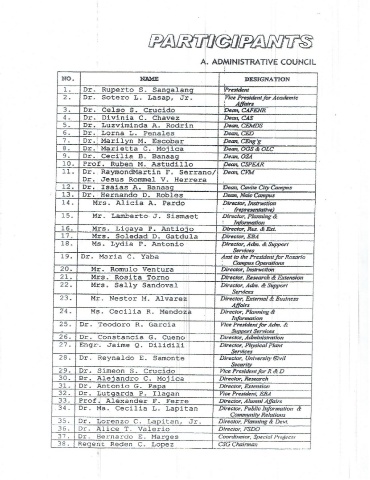 PARTICIPANTS
A. ADMINISTRATIVE COUNCIL
NO. NAME DESIGNATION
1. Dr. Ruperto S. Sangalang President
2. Dr. Sotero L. Lasap, Jr. Vice President for Academic
Affairs
3. Dr. Celso S. Crucido Dean, CAFENR
4. Dr. Divinia C. Chavez Dean, CAS
5. Dr. Luzviminda A. Rodrin Dean, CEMDS
6. Dr. Lorna L. Penales Dean, CED
7. Dr. Marilyn M. Escobar Dean, CEng'g
8. Dr. Marietta C. Mojica Dean, OGS & OLC
9. Dr. Cecilia B. Banaag Dean, OSA
10. Prof. Ruben M. Astudillo Dean, CSPEAR
11. Dr. RaymondMartin F. Serrano/ Dean, CVM
Dr. Jesus Rommel V. Herrera
12. Dr. Isaias A. Banaag Dean, Cavite City Campus
13. Dr. Hernando D. Robles Dean, Naic Campus
14. Mrs. Alicia A. Pardo Director, Instruction
(representative)
15. Mr. Lamberto J. Sismaet Director, Planning &
Information
16. Mrs. Ligaya P. Antiojo Director, Res. & Ext.
17. Mrs. Soledad D. Gatdula Director, EBA
18. Ms. Lydia P. Antonio Director, Adm. & Support
Services
19. Dr. Maria C. Yaba Asst to the President for Rosario
Campus Operations
20. Mr. Romulo Ventura Director, Instruction
21. Mrs. Rosita Torno Director, Research & Extension
22. Mrs. Sally Sandoval Director, Adm. & Support
Services
23. Mr. Nestor M. Alvarez Director, External & Business
Affairs
24. Ms. Cecilia R. Mendoza Director, Planning &
Information
25. Dr. Teodoro R. Garcia Vice President for Adm. &
Support Services
26. Dr. Constancia G. Cueno Director, Administration
27. Engr. Jaime Q. Dilidili Director, Physical Plant
Services
28. Dr. Reynaldo E. Samonte Director, University Civil
Security
29. Dr. Simeon S. Crucido Vice President for R & D
30. Dr. Alejandro C. Mojica Director, Research
31. Dr. Antonio G. Papa Director, Extension
32. Dr. Lutgarda P. Ilagan Vice President, EBA
33. Prof. Alexander F. Ferre Director, Alumni Affairs
34. Dr. Ma. Cecilia L. Lapitan Director, Public Information &
Community Relations
35. Dr. Lorenzo C. Lapitan, Jr. Director, Planning & Devt.
36. Dr. Alice T. Valerio Director, FSDO
37. Dr. Bernardo E. Marges Coordinator, Special Projects
38. Regent Reden C. Lopez CSG Chairman